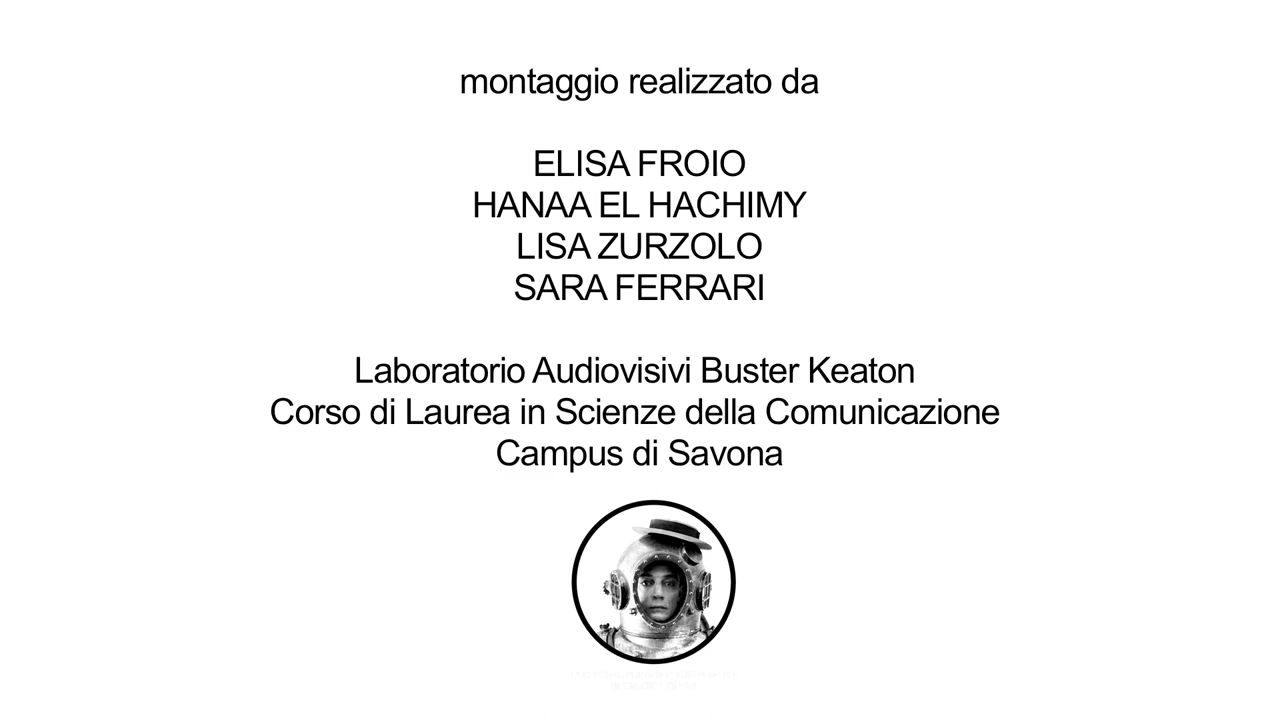 montaggio realizzato da
ELISA FROIO
HANAA EL HACHIMY
LISA ZURZOLO
SARA FERRARI
Laboratorio Audiovisivi Buster Keaton
Corso di Laurea in Scienze della Comunicazione
Campus di Savona